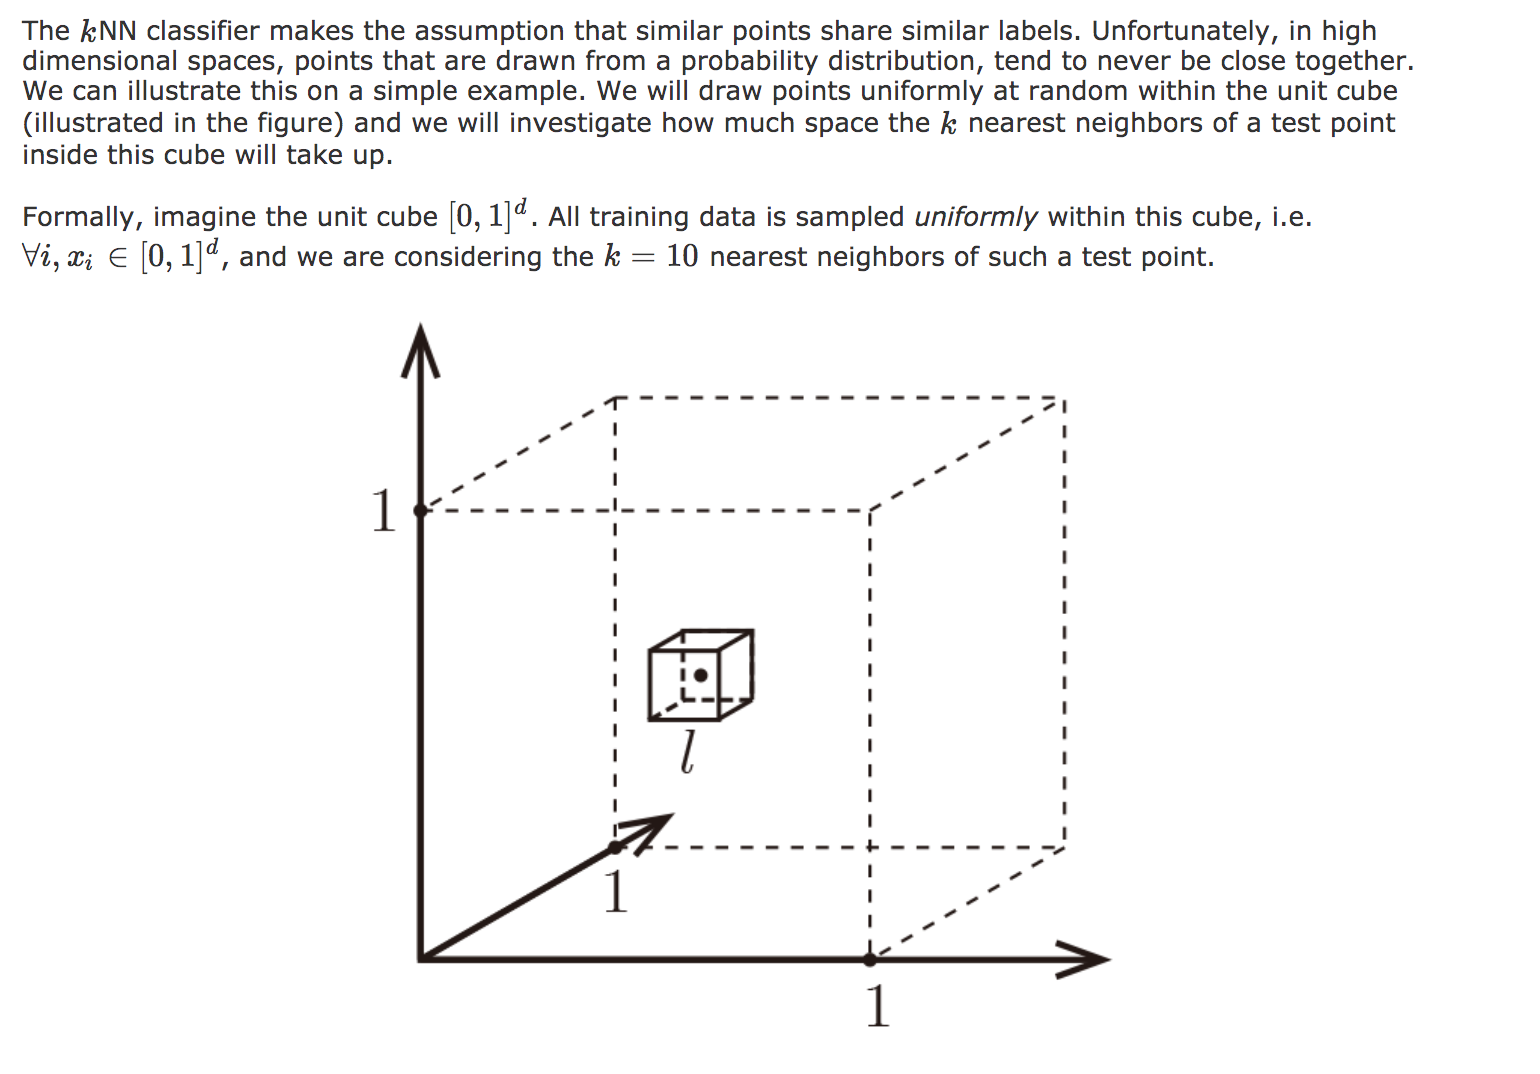 The kNN classifier makes the assumption that similar points share similar labels. Unfortunately, in high
dimensional spaces, points that are drawn from a probability distribution, tend to never be close together.
We can illustrate this on a simple example. We will draw points uniformly at random within the unit cube
(illustrated in the figure) and we will investigate how much space the k nearest neighbors of a test point
inside this cube will take up.
Formally, imagine the unit cube [0, 1]^d. All training data is sampled uniformly within this cube, i.e.
∀i, x_i ∈ [0, 1]^d, and we are considering the k = 10 nearest neighbors of such a test point.
1
l
1
1